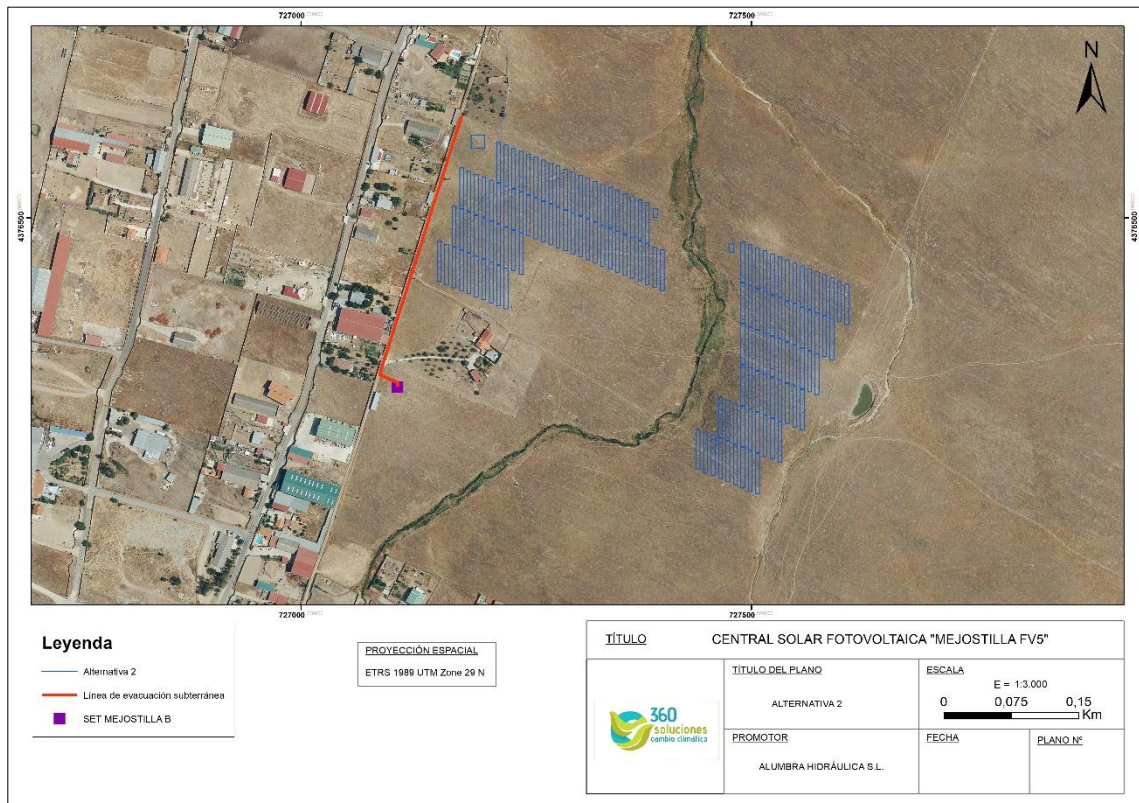 727000
727500
N
4376500
4376500
727000
727500
Leyenda
Alternativa 2
Línea de evacuación subterránea
SET MEJOSTILLA B
PROYECCIÓN ESPACIAL
ETRS 1989 UTM Zone 29 N
TÍTULO
CENTRAL SOLAR FOTOVOLTAICA "MEJOSTILLA FV5"
360
soluciones
cambio climático
TÍTULO DEL PLANO
ALTERNATIVA 2
ESCALA
E = 1:3.000
0 0,075 0,15
Km
PROMOTOR
ALUMBRA HIDRÁULICA S.L.
FECHA
PLANO Nº